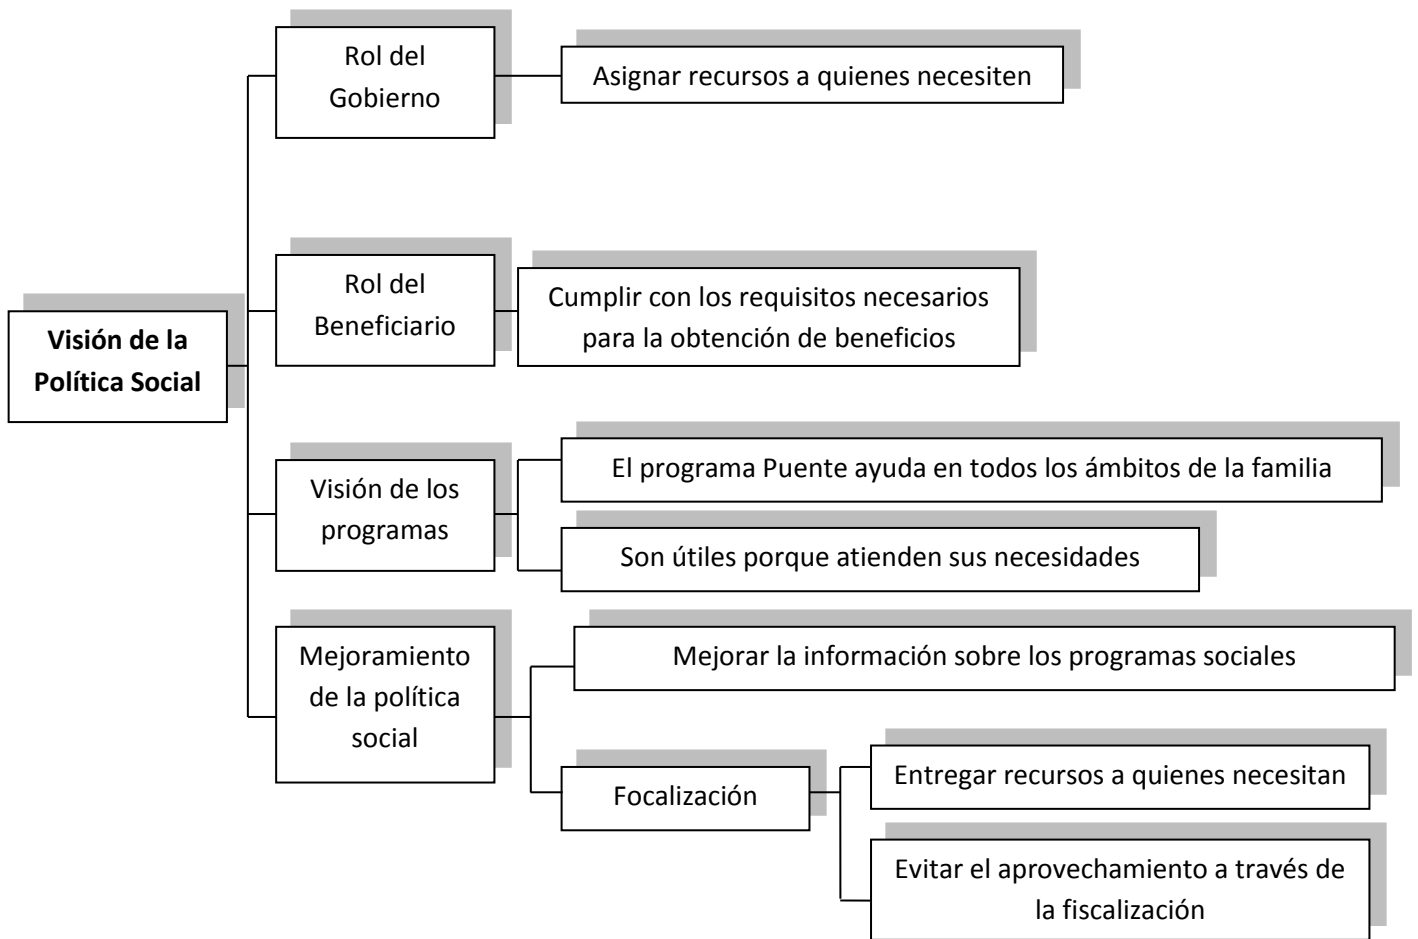 Rol del
Gobierno
Asignar recursos a quienes necesiten
Rol del
Beneficiario
Cumplir con los requisitos necesarios
para la obtención de beneficios
Visión de la
Política Social
Visión de los
programas
El programa Puente ayuda en todos los ámbitos de la familia
Son útiles porque atienden sus necesidades
Mejoramiento
de la política
social
Mejorar la información sobre los programas sociales
Focalización
Entregar recursos a quienes necesitan
Evitar el aprovechamiento a través de
la fiscalización